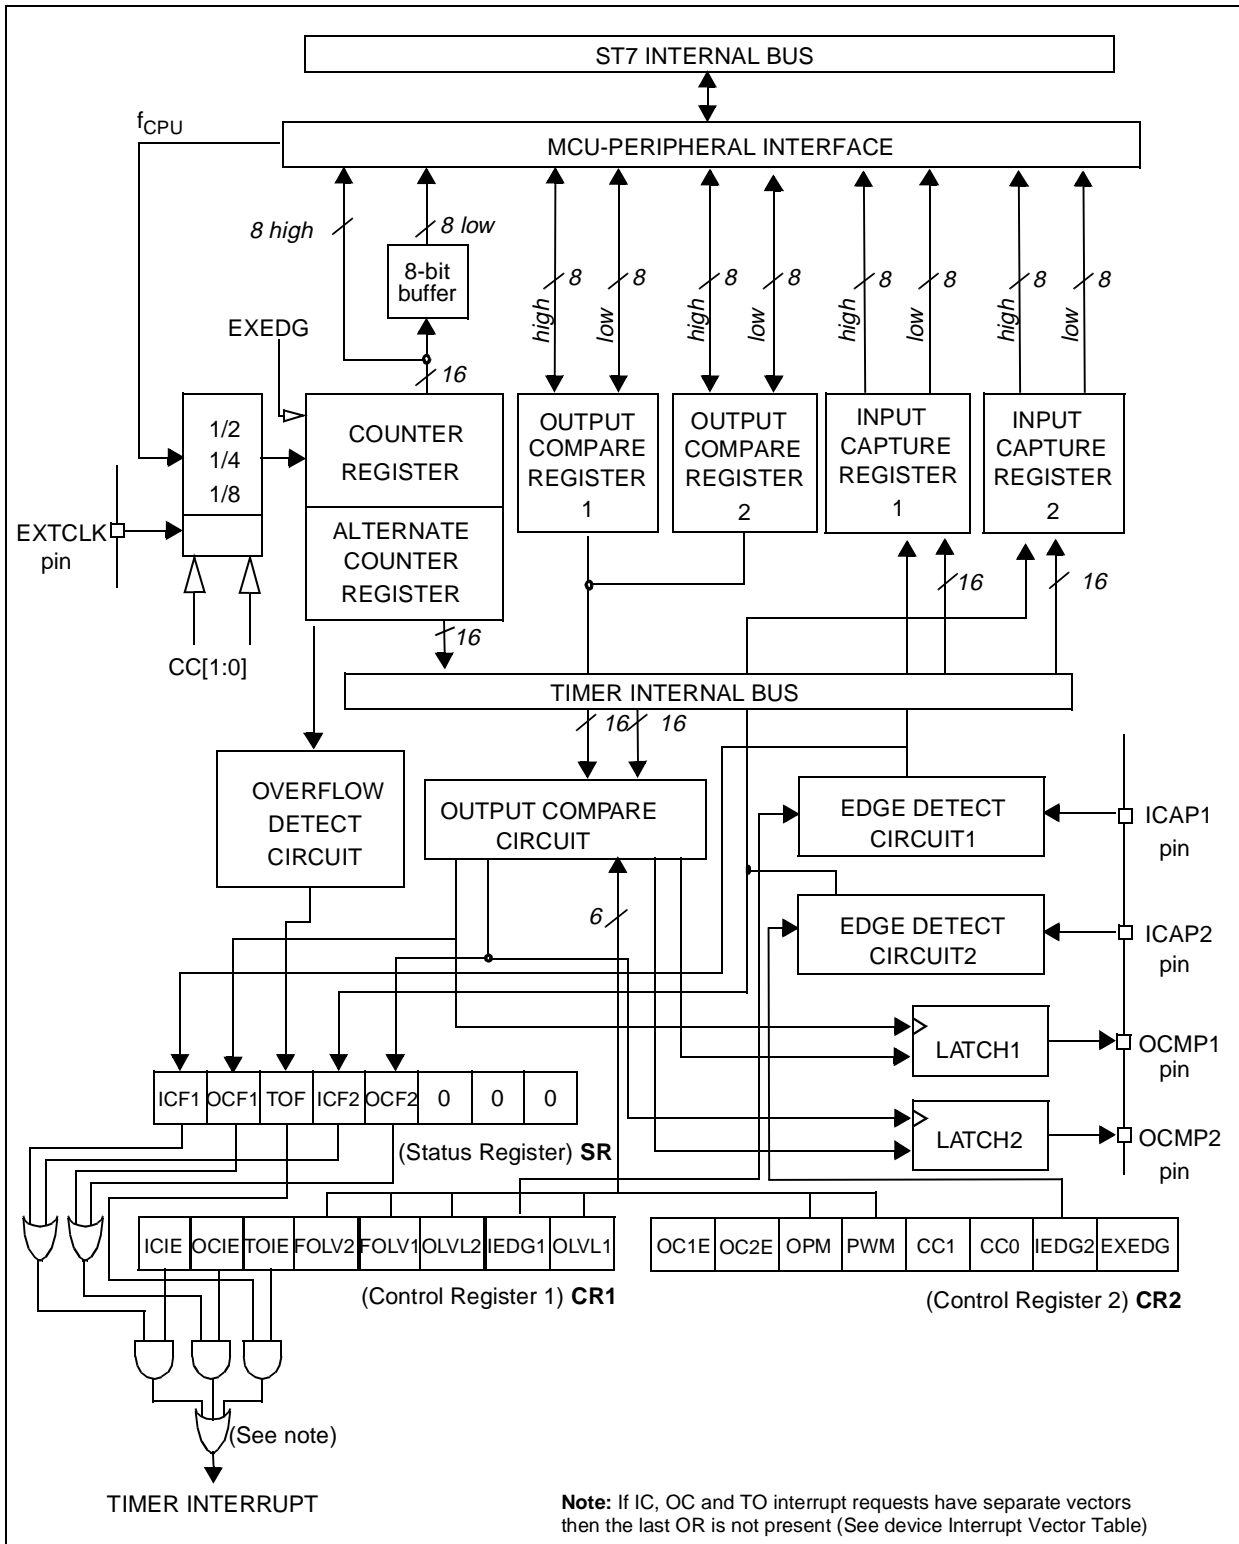 ST7 INTERNAL BUS
fCPU
MCU-PERIPHERAL INTERFACE
8 high
8 low
8-bit
buffer
8
8
8
8
8
8
8
8
high
low
high
low
high
low
high
low
EXEDG
16
1/2
1/4
1/8
COUNTER
REGISTER
OUTPUT
COMPARE
REGISTER
1
OUTPUT
COMPARE
REGISTER
2
INPUT
CAPTURE
REGISTER
1
INPUT
CAPTURE
REGISTER
2
EXTCLK
pin
ALTERNATE
COUNTER
REGISTER
16
16
16
CC[1:0]
TIMER INTERNAL BUS
16
16
OVERFLOW
DETECT
CIRCUIT
OUTPUT COMPARE
CIRCUIT
EDGE DETECT
CIRCUIT1
ICAP1
pin
6
EDGE DETECT
CIRCUIT2
ICAP2
pin
LATCH1
OCMP1
pin
ICF1 OCF1 TOF ICF2 OCF2 0 0 0
(Status Register) SR
LATCH2
OCMP2
pin
ICIE OCIE TOIE FOLV2 FOLV1 OLVL2 IEDG1 OLVL1
(Control Register 1) CR1
OC1E OC2E OPM PWM CC1 CC0 IEDG2 EXEDG
(Control Register 2) CR2
(See note)
TIMER INTERRUPT
Note: If IC, OC and TO interrupt requests have separate vectors
then the last OR is not present (See device Interrupt Vector Table)